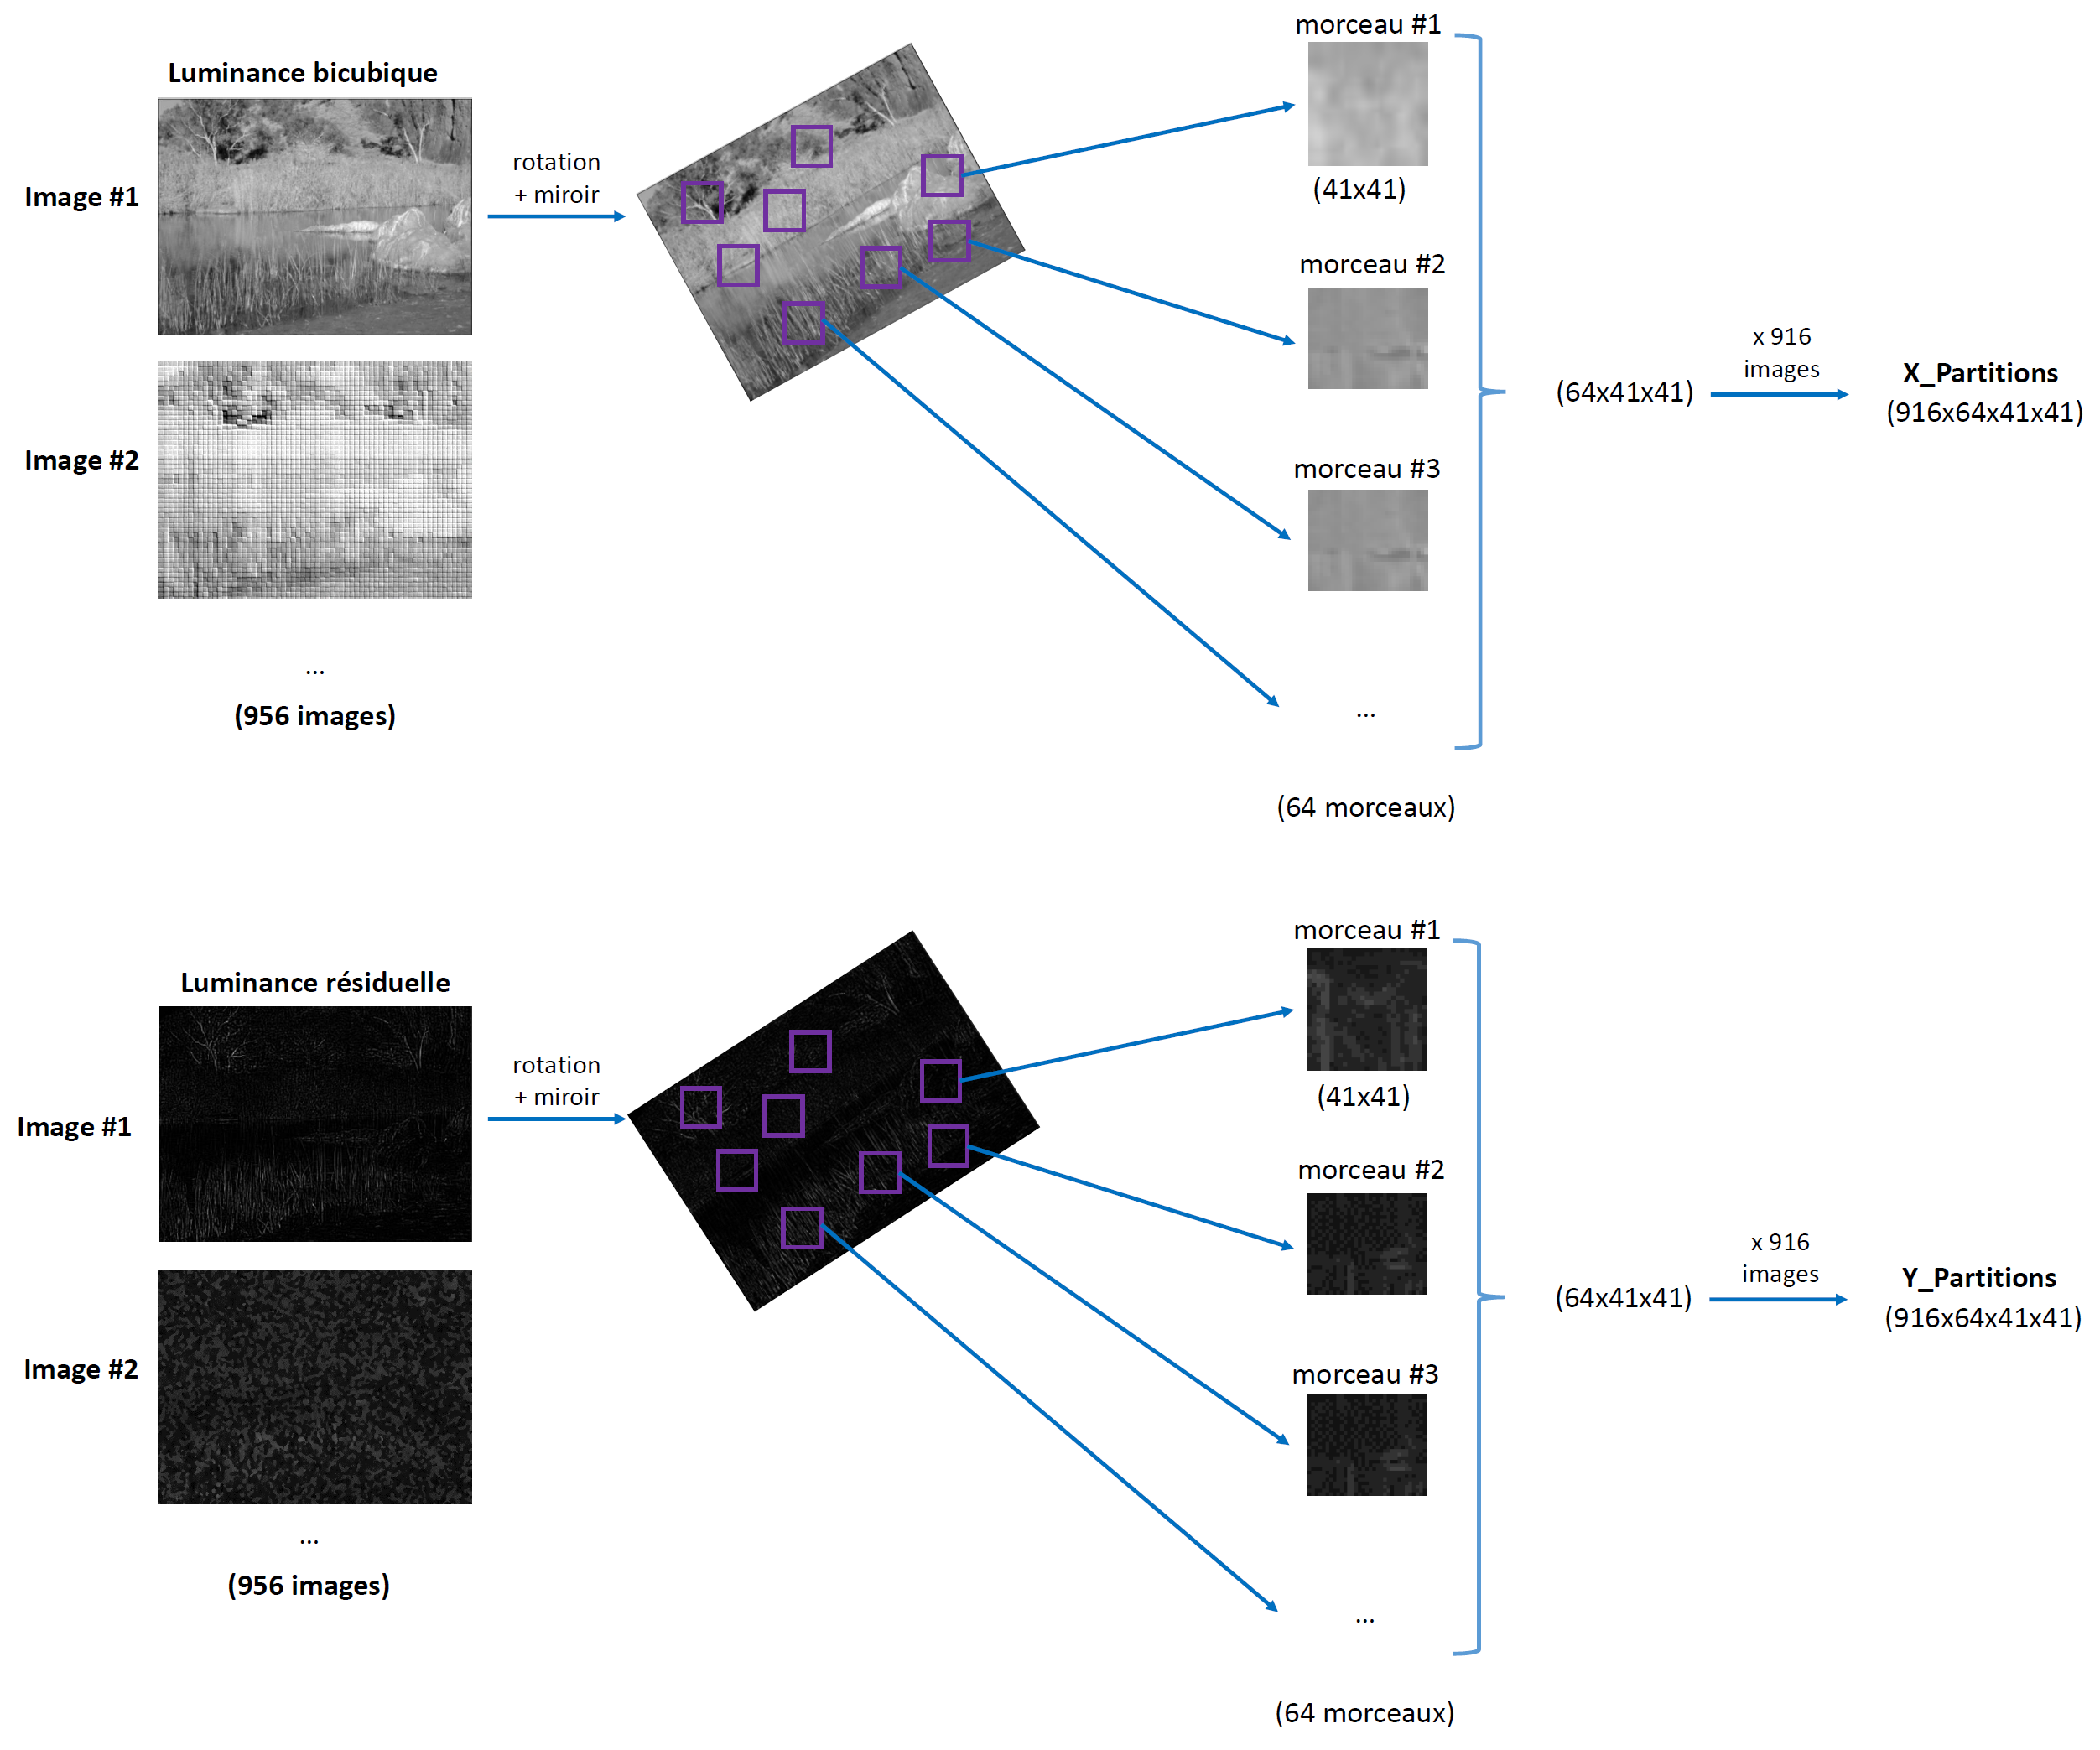 Luminance bicubique
Image #1
rotation
+ miroir
morceau #1
(41x41)
morceau #2
Image #2
morceau #3
(64x41x41)
x 916
images
X_Partitions
(916x64x41x41)
...
(956 images)
...
(64 morceaux)
Luminance résiduelle
Image #1
rotation
+ miroir
morceau #1
(41x41)
morceau #2
Image #2
morceau #3
(64x41x41)
x 916
images
Y_Partitions
(916x64x41x41)
...
(956 images)
...
(64 morceaux)